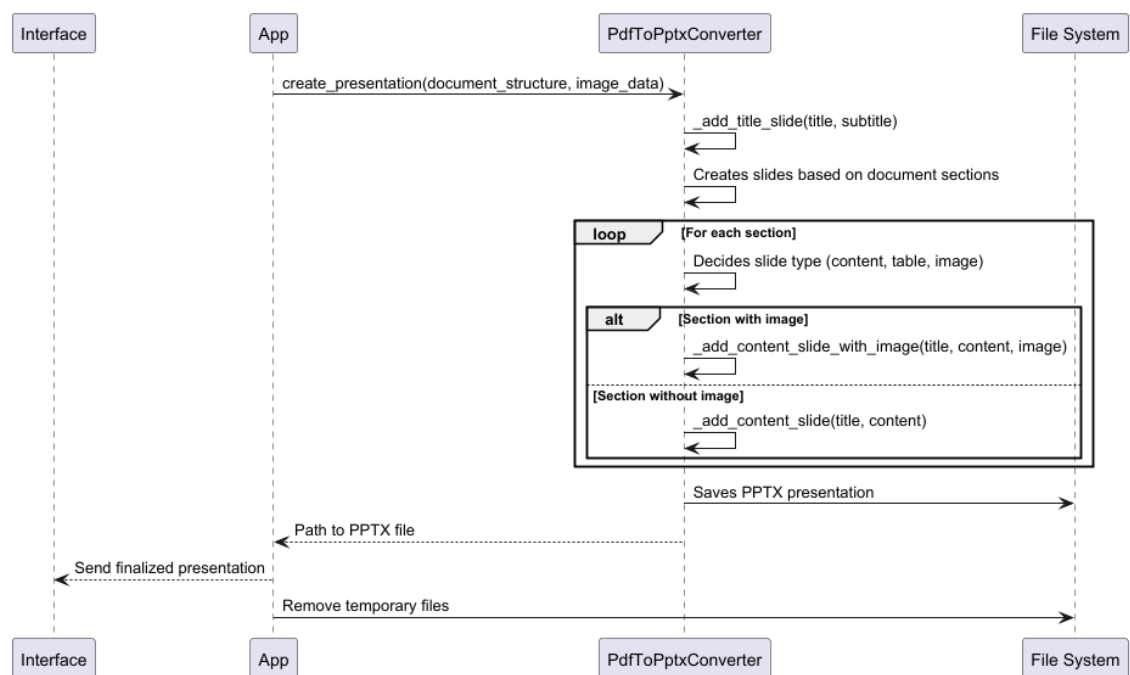 Interface App PdfToPptxConverter File System
create_presentation(document_structure, image_data)
_add_title_slide(title, subtitle)
Creates slides based on document sections
loop [For each section]
Decides slide type (content, table, image)
alt [Section with image]
_add_content_slide_with_image(title, content, image)
[Section without image]
_add_content_slide(title, content)
Saves PPTX presentation
Path to PPTX file
Send finalized presentation
Remove temporary files
Interface App PdfToPptxConverter File System